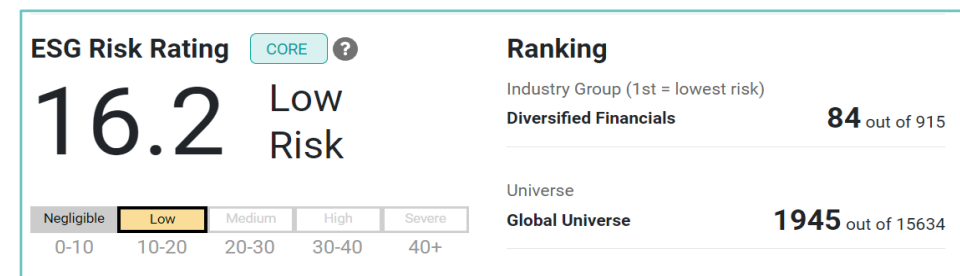 ESG Risk Rating CORE ?
16.2 Low
Risk
Negligible Low Medium High Severe
0-10 10-20 20-30 30-40 40+
Ranking
Industry Group (1st = lowest risk)
Diversified Financials 84 out of 915
Universe
Global Universe 1945 out of 15634